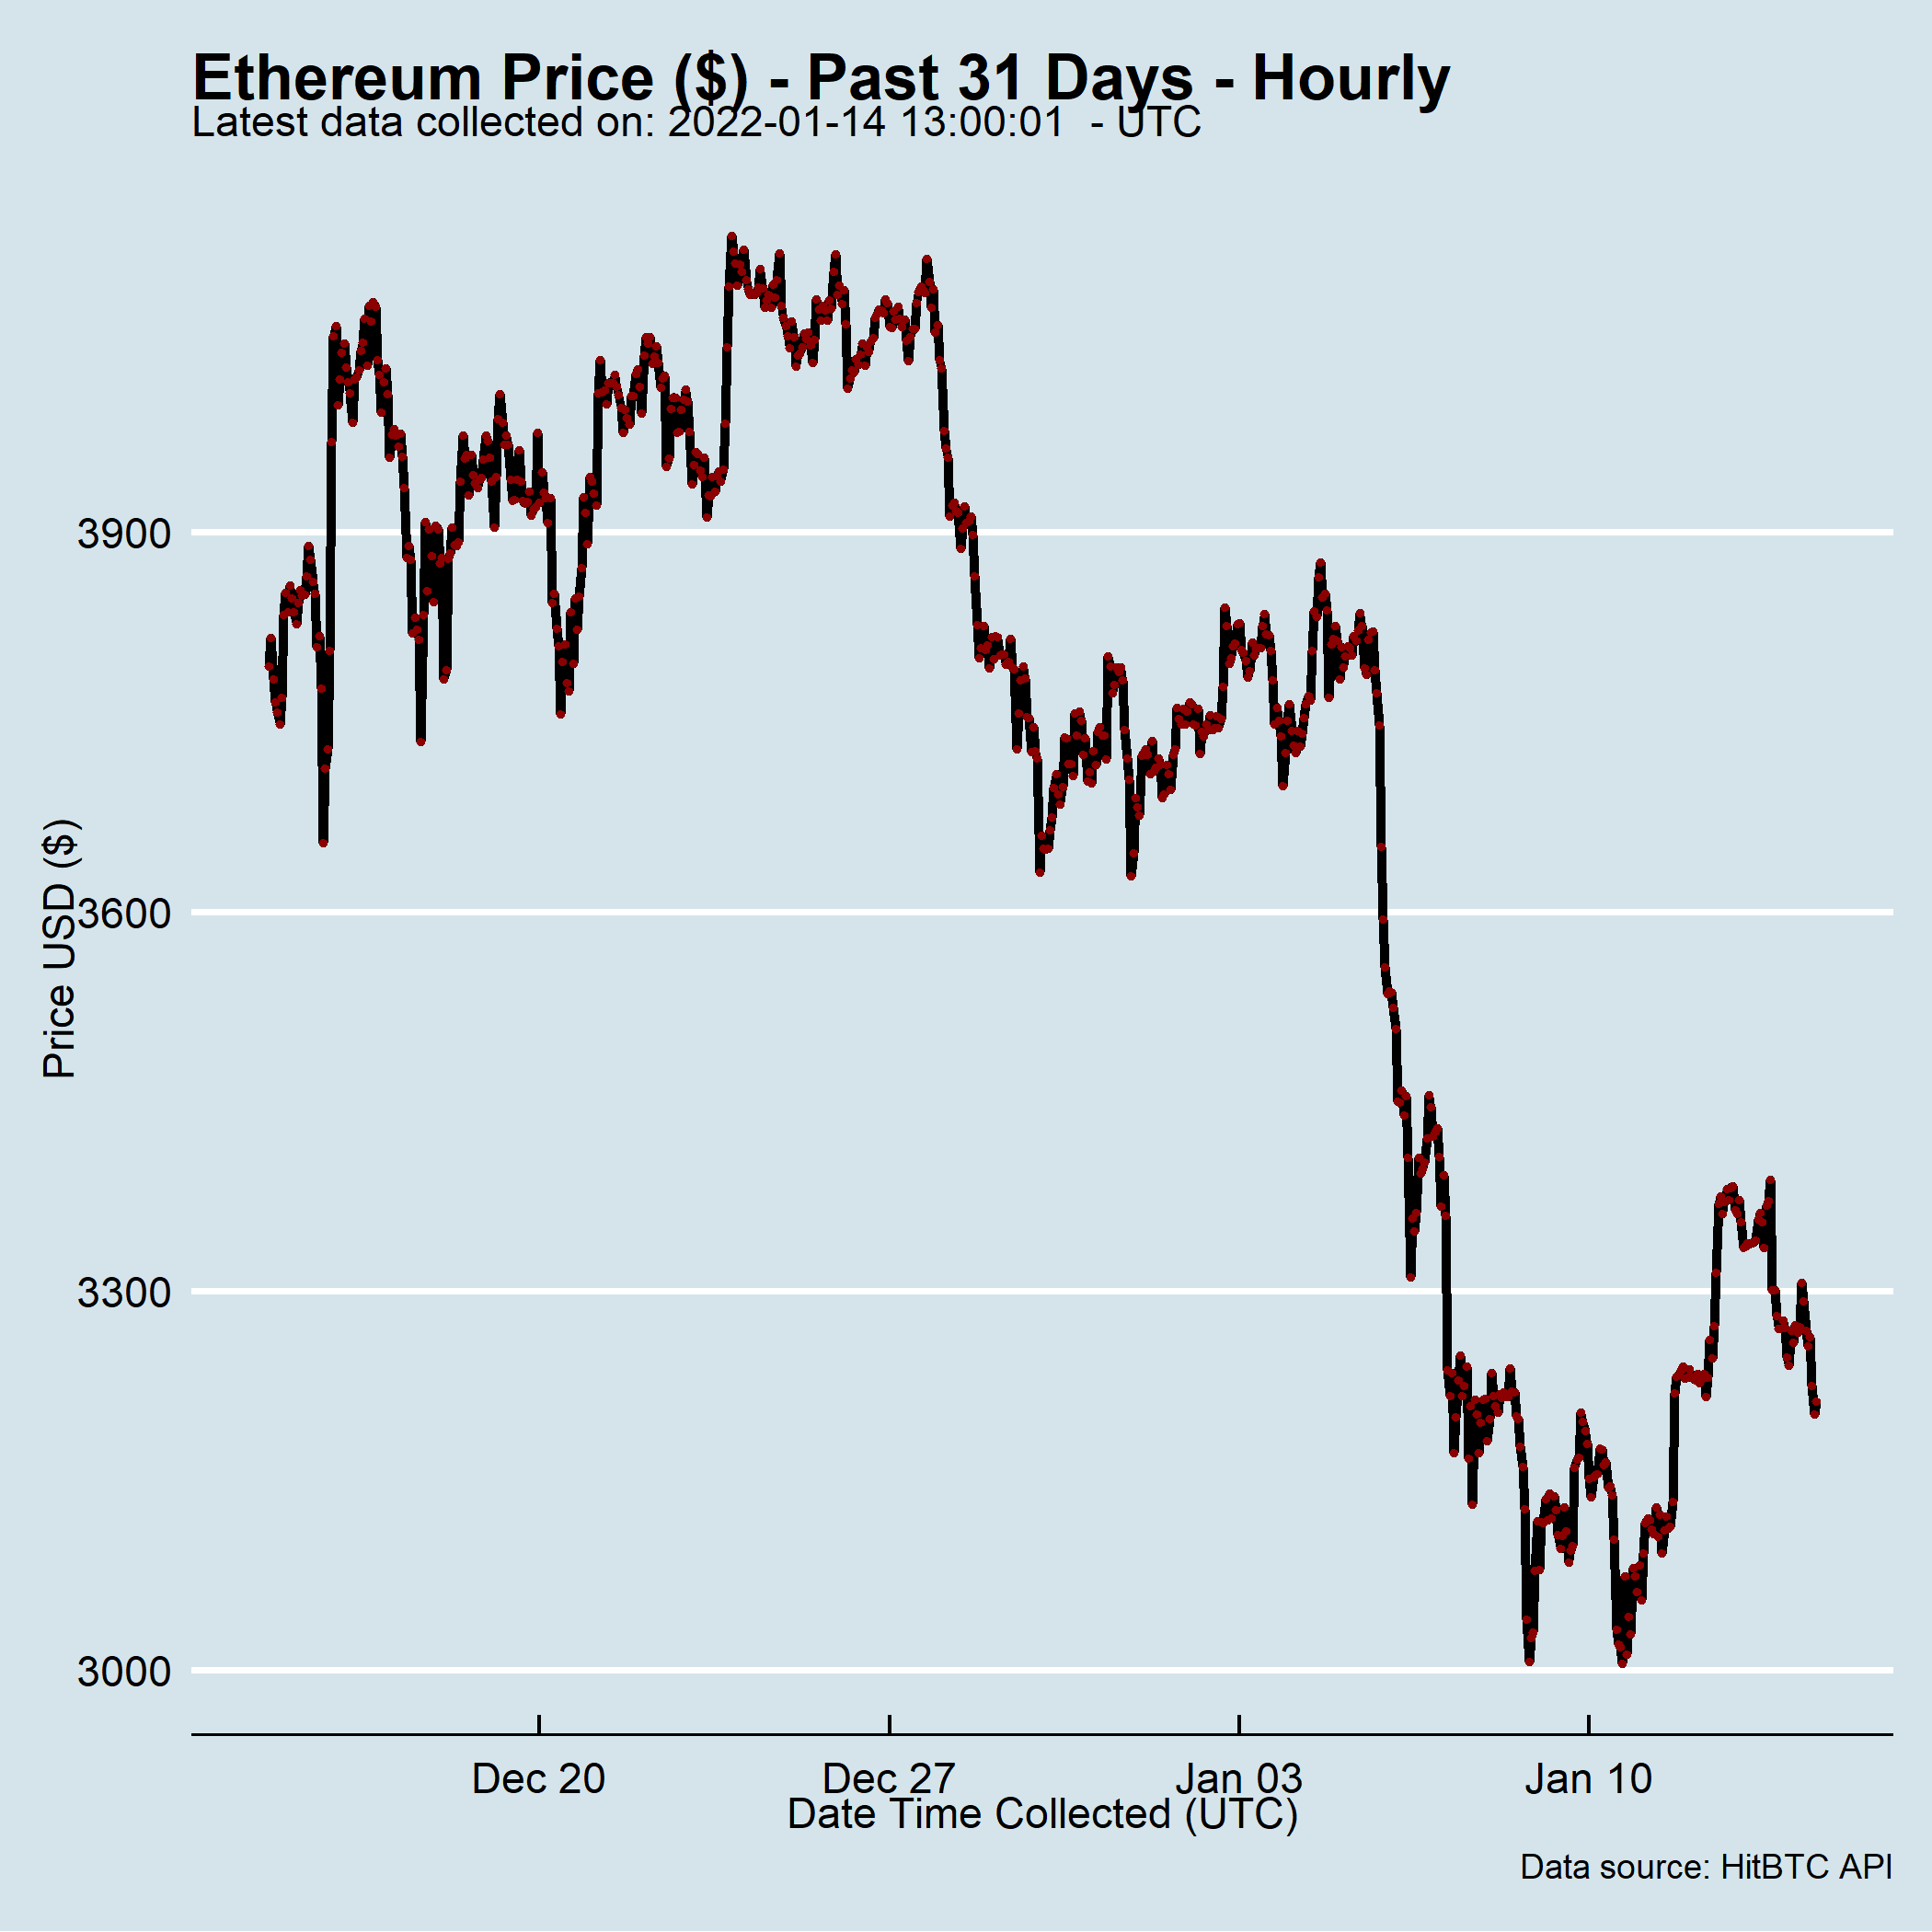 Ethereum Price ($) - Past 31 Days - Hourly
Latest data collected on: 2022-01-14 13:00:01  - UTC
Price USD ($)
3900
3600
3300
3000
Dec 20
Dec 27
Jan 03
Jan 10
Date Time Collected (UTC)
Data source: HitBTC API